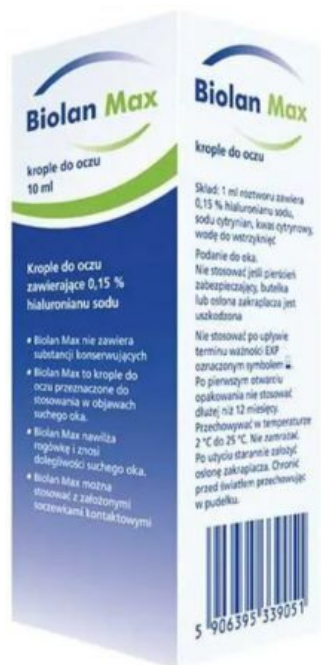 Biolan Max
krople do oczu
10 ml
Krople do oczu
zawierające 0,15 %
hialuronianu sodu
• Biolan Max nie zawiera
substancji konserwujących
• Biolan Max to krople do
oczu przeznaczone do
stosowania w objawach
suchego oka.
• Biolan Max nawilża
rogówkę i znosi
dolegliwości suchego oka.
• Biolan Max można
stosować z założonymi
soczewkami kontaktowymi
Biolan Max
krople do oczu
Skład: 1 ml roztworu zawiera
0,15 % hialuronianu sodu,
sodu cytrynian, kwas cytrynowy,
wodę do wstrzyknięć
Podanie do oka.
Nie stosować jeśli pierścień
zabezpieczający, butelka
lub osłona zakraplacza jest
uszkodzona
Nie stosować po upływie
terminu ważności EXP
oznaczonym symbolem
Po pierwszym otwarciu
opakowania nie stosować
dłużej niż 12 miesięcy.
Przechowywać w temperaturze
2 °C do 25 °C. Nie zamrażać.
Po użyciu starannie założyć
osłonę zakraplacza. Chronić
przed światłem przechowując
w pudełku.
5 906395 339051